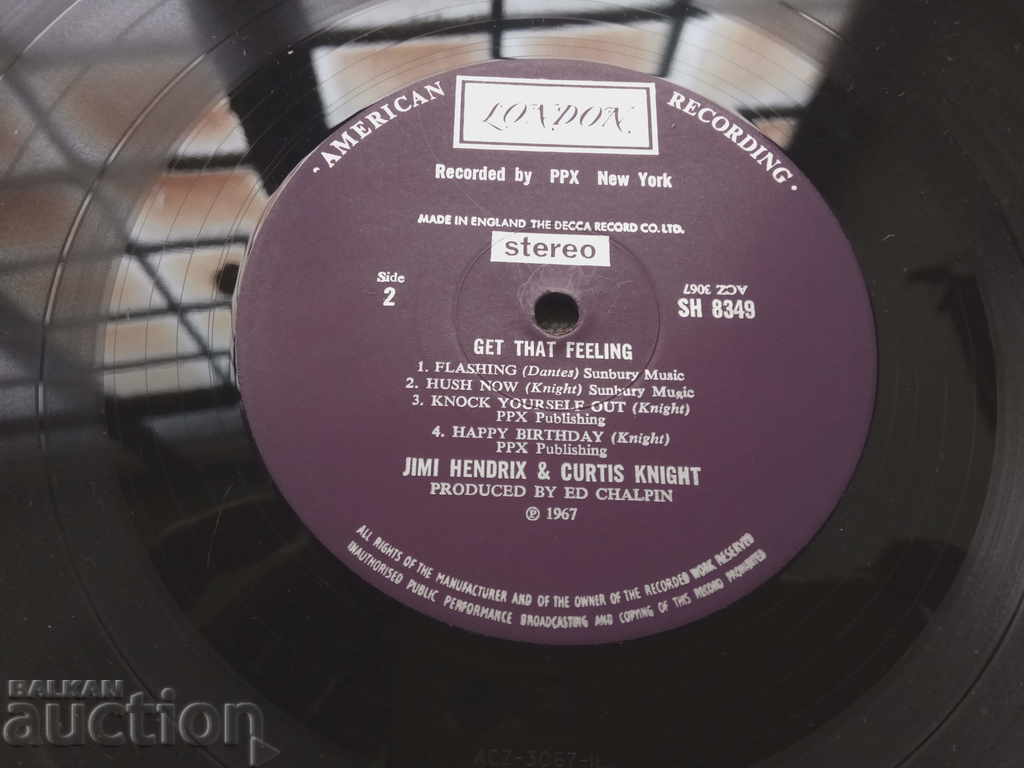 · AMERICAN RECORDING ·
LONDON
Recorded by PPX New York
MADE IN ENGLAND THE DECCA RECORD CO. LTD.
stereo
Side
2
ACZ 3067
SH 8349
GET THAT FEELING
1. FLASHING (Dantes) Sunbury Music
2. HUSH NOW (Knight) Sunbury Music
3. KNOCK YOURSELF OUT (Knight)
PPX Publishing
4. HAPPY BIRTHDAY (Knight)
PPX Publishing
JIMI HENDRIX & CURTIS KNIGHT
PRODUCED BY ED CHALPIN
℗ 1967
ALL RIGHTS OF THE MANUFACTURER AND OF THE OWNER OF THE RECORDED WORK RESERVED
UNAUTHORISED PUBLIC PERFORMANCE BROADCASTING AND COPYING OF THIS RECORD PROHIBITED
BALKAN
auction